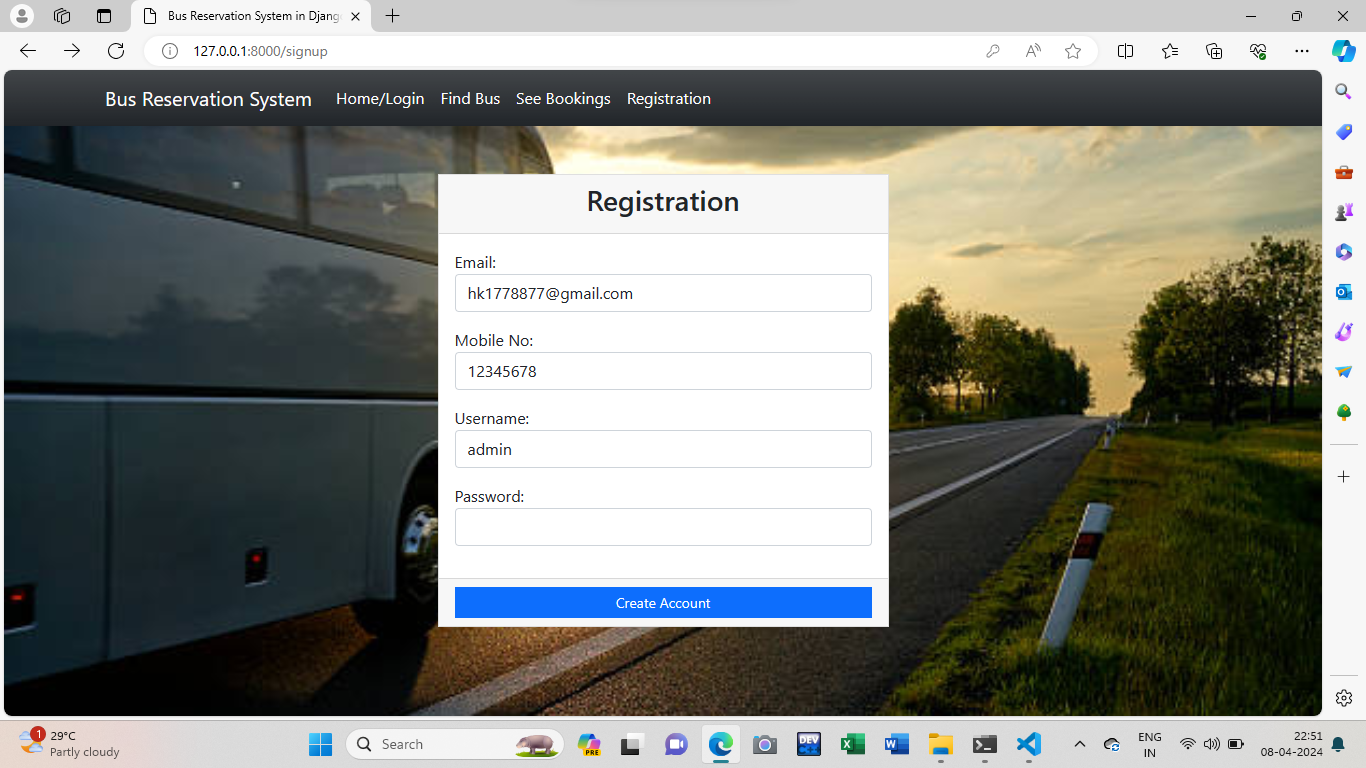 Bus Reservation System in Djang
127.0.0.1:8000/signup
Bus Reservation System Home/Login Find Bus See Bookings Registration
Registration
Email:
hk1778877@gmail.com
Mobile No:
12345678
Username:
admin
Password:
Create Account
1 29°C
Partly cloudy
Search
PRE
DEV
ENG
IN
22:51
08-04-2024